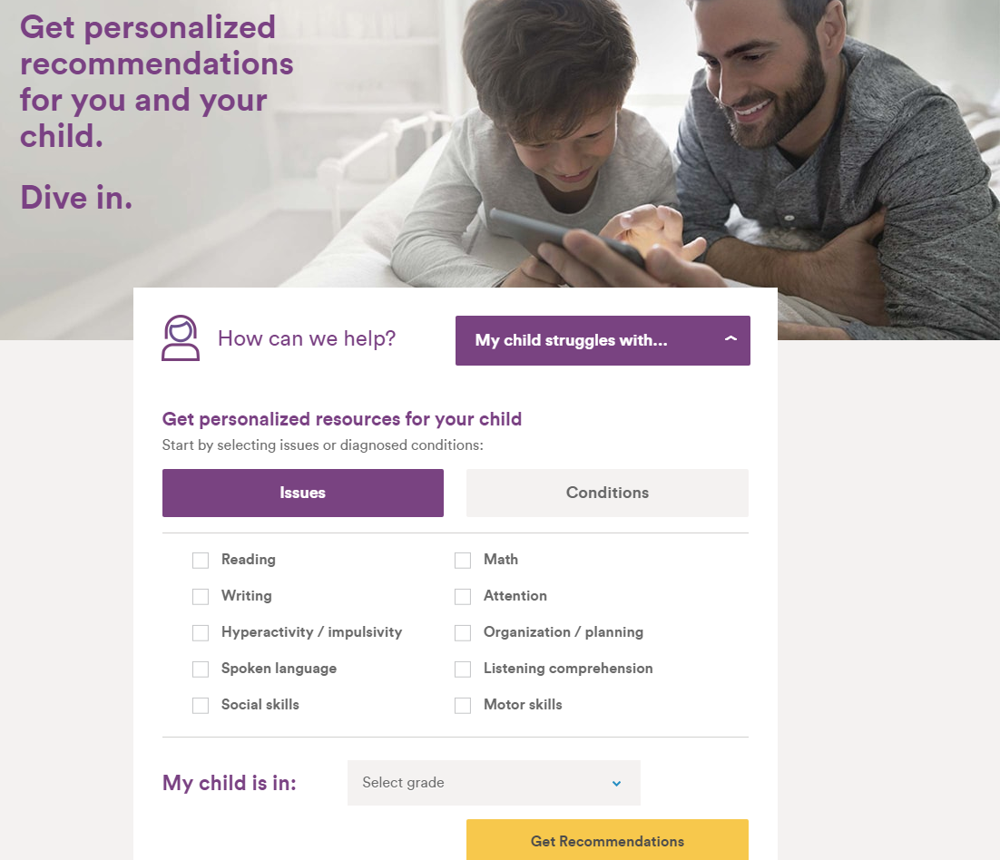 Get personalized
recommendations
for you and your
child.
Dive in.
How can we help?
My child struggles with...
Get personalized resources for your child
Start by selecting issues or diagnosed conditions:
Issues
Conditions
Reading
Math
Writing
Attention
Hyperactivity / impulsivity
Organization / planning
Spoken language
Listening comprehension
Social skills
Motor skills
My child is in:
Select grade
Get Recommendations